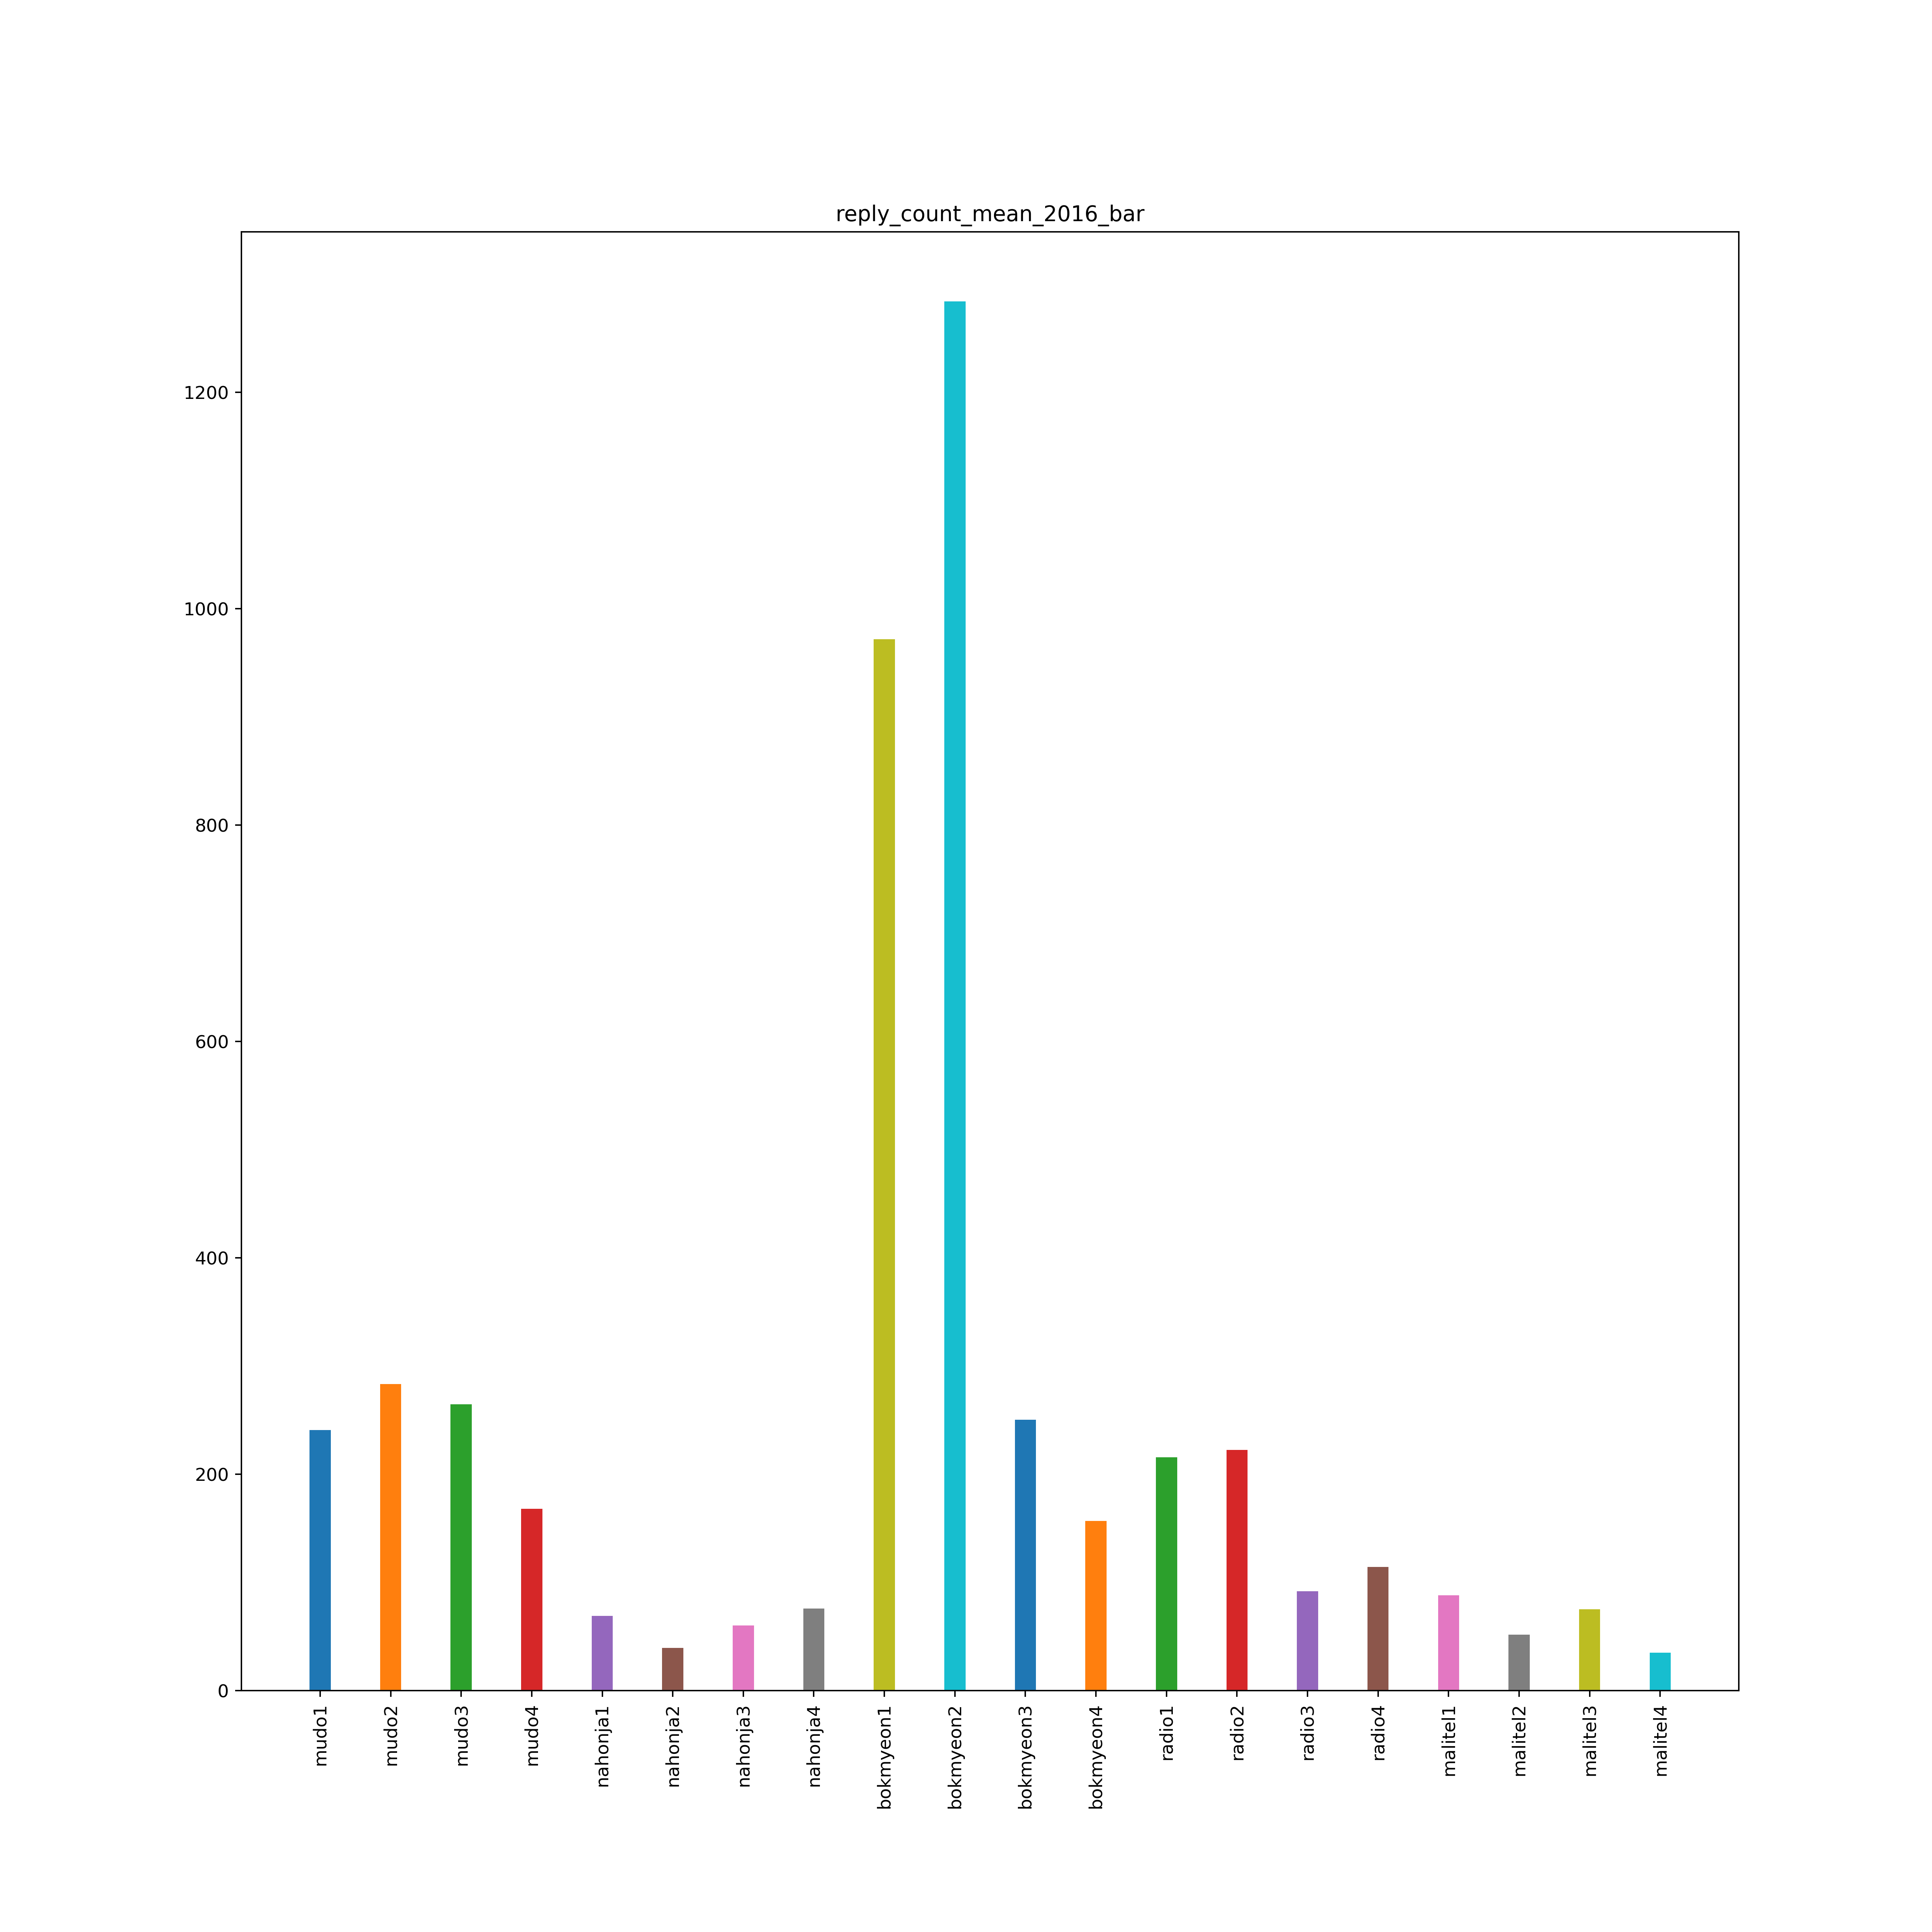 reply_count_mean_2016_bar
1200
1000
800
600
400
200
0
mudo1
mudo2
mudo3
mudo4
nahonja1
nahonja2
nahonja3
nahonja4
bokmyeon1
bokmyeon2
bokmyeon3
bokmyeon4
radio1
radio2
radio3
radio4
malitel1
malitel2
malitel3
malitel4